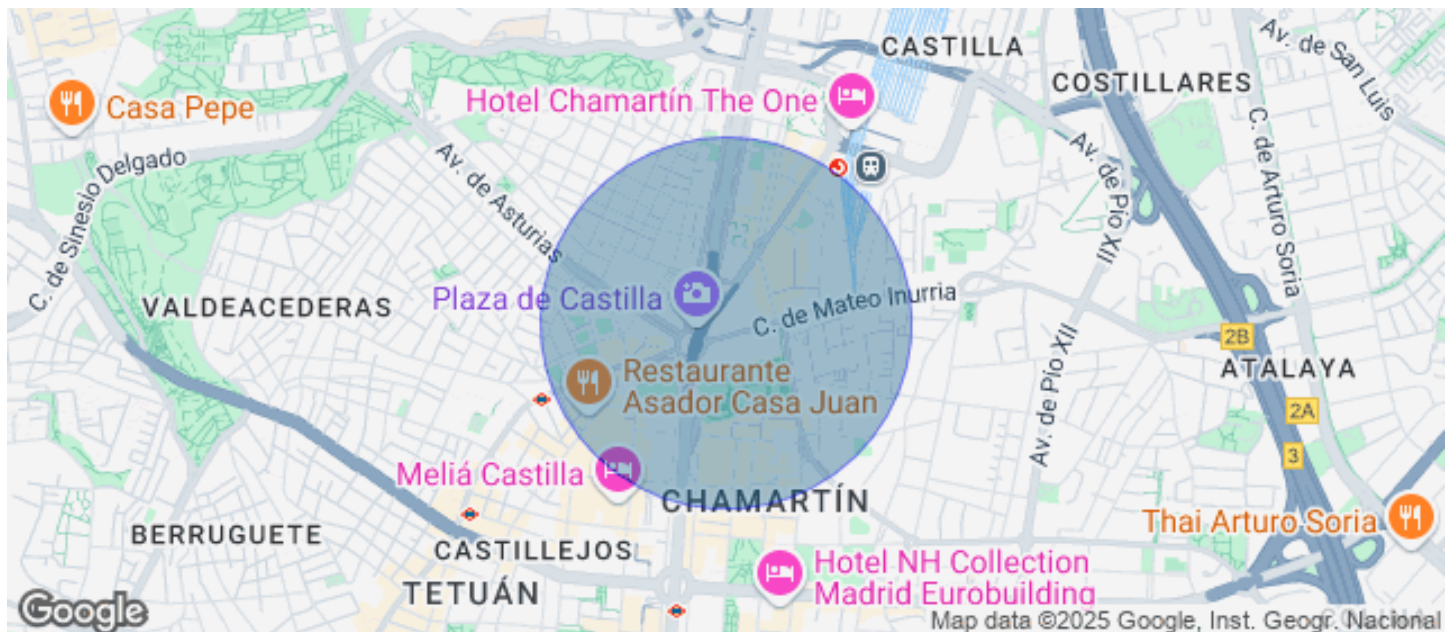 CASTILLA
Av. de San Luis
COSTILLARES
Casa Pepe
Hotel Chamartín The One
C. de Sinesio Delgado
Av. de Asturias
Av. de Pío XII
C. de Arturo Soria
VALDEACEDERAS
Plaza de Castilla
C. de Mateo Inurria
2B
ATALAYA
Restaurante
Asador Casa Juan
Av. de Pío XII
2A
3
Meliá Castilla
CHAMARTÍN
BERRUGUETE
CASTILLEJOS
Thai Arturo Soria
TETUÁN
Hotel NH Collection
Madrid Eurobuilding
Google
Map data ©2025 Google, Inst. Geogr. Nacional